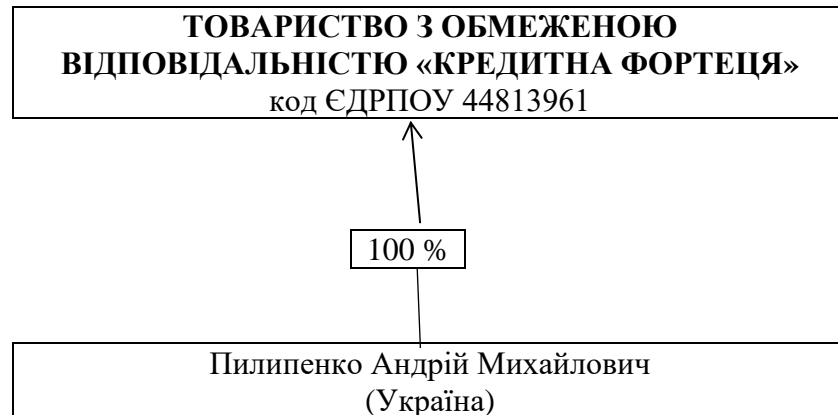 ТОВАРИСТВО З ОБМЕЖЕНОЮ
ВІДПОВІДАЛЬНІСТЮ «КРЕДИТНА ФОРТЕЦЯ»
код ЄДРПОУ 44813961
100 %
Пилипенко Андрій Михайлович
(Україна)